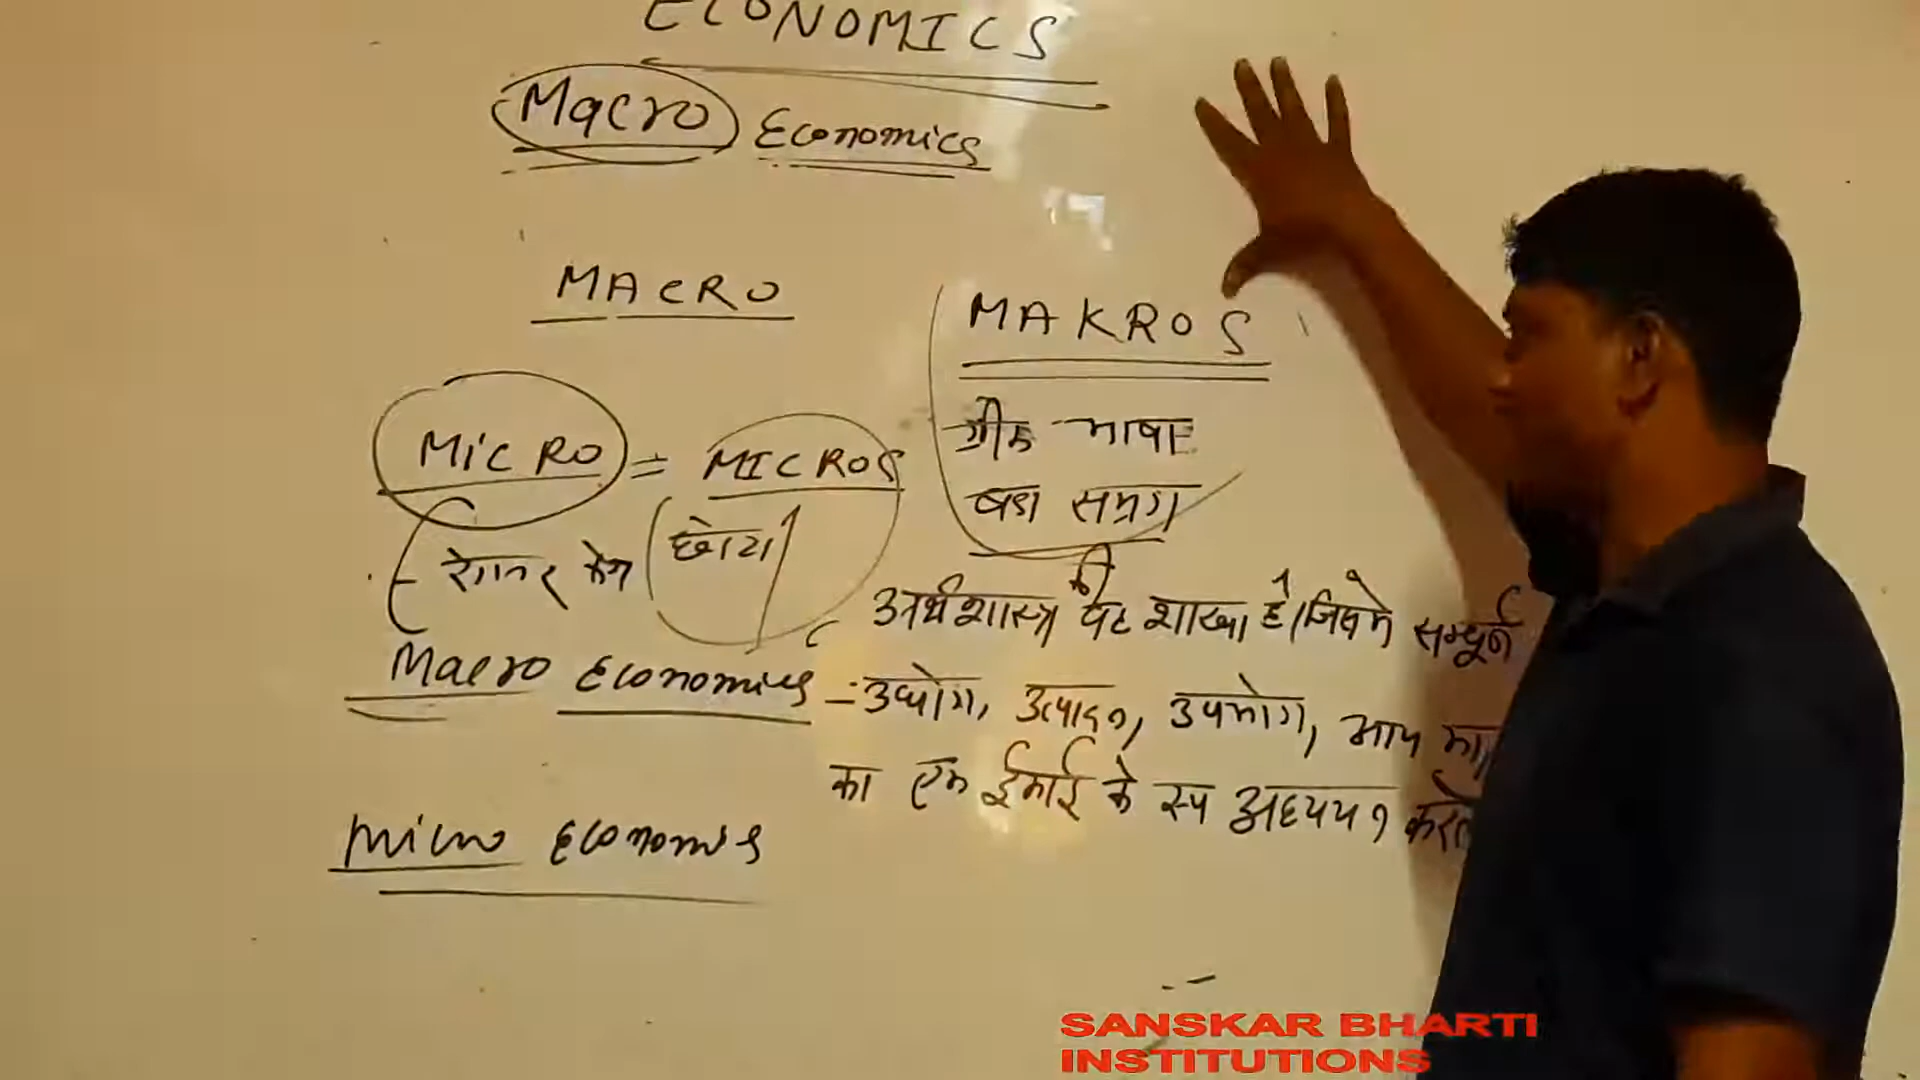 ECONOMICS
Macro Economics
MACRO
MAKROS
ग्रीक भाषा
बडा समग्र
MICRO = MICROS
छोटा
अर्थशास्त्र की वह शाखा है। जिसमे सम्पूर्ण
Macro Economics - उद्योग, उत्पादन, उपभोग, आय
का एक ईकाई के रूप अध्ययन
Micro Economics
SANSKAR BHARTI
INSTITUTIONS